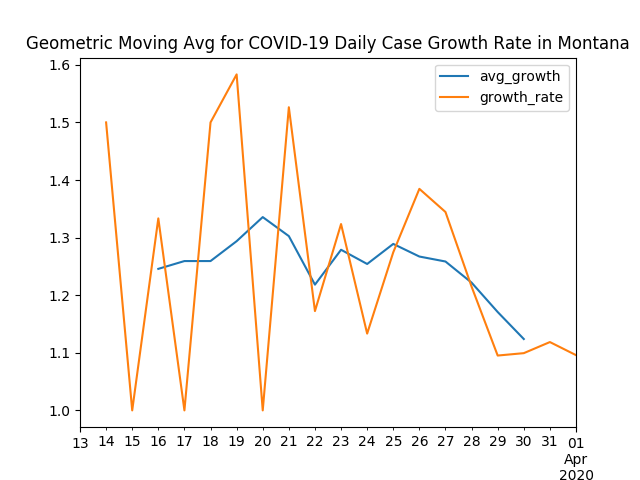 Geometric Moving Avg for COVID-19 Daily Case Growth Rate in Montana
avg_growth
growth_rate
1.6
1.5
1.4
1.3
1.2
1.1
1.0
13 14 15 16 17 18 19 20 21 22 23 24 25 26 27 28 29 30 31 01
Apr
2020